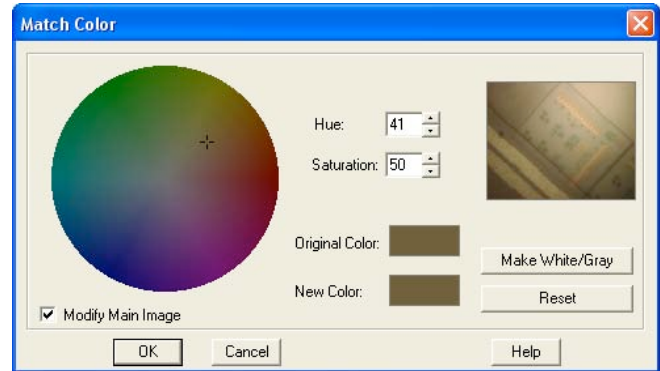 Match Color
Hue: 41
Saturation: 50
Original Color:
Make White/Gray
New Color:
Reset
Modify Main Image
OK Cancel Help